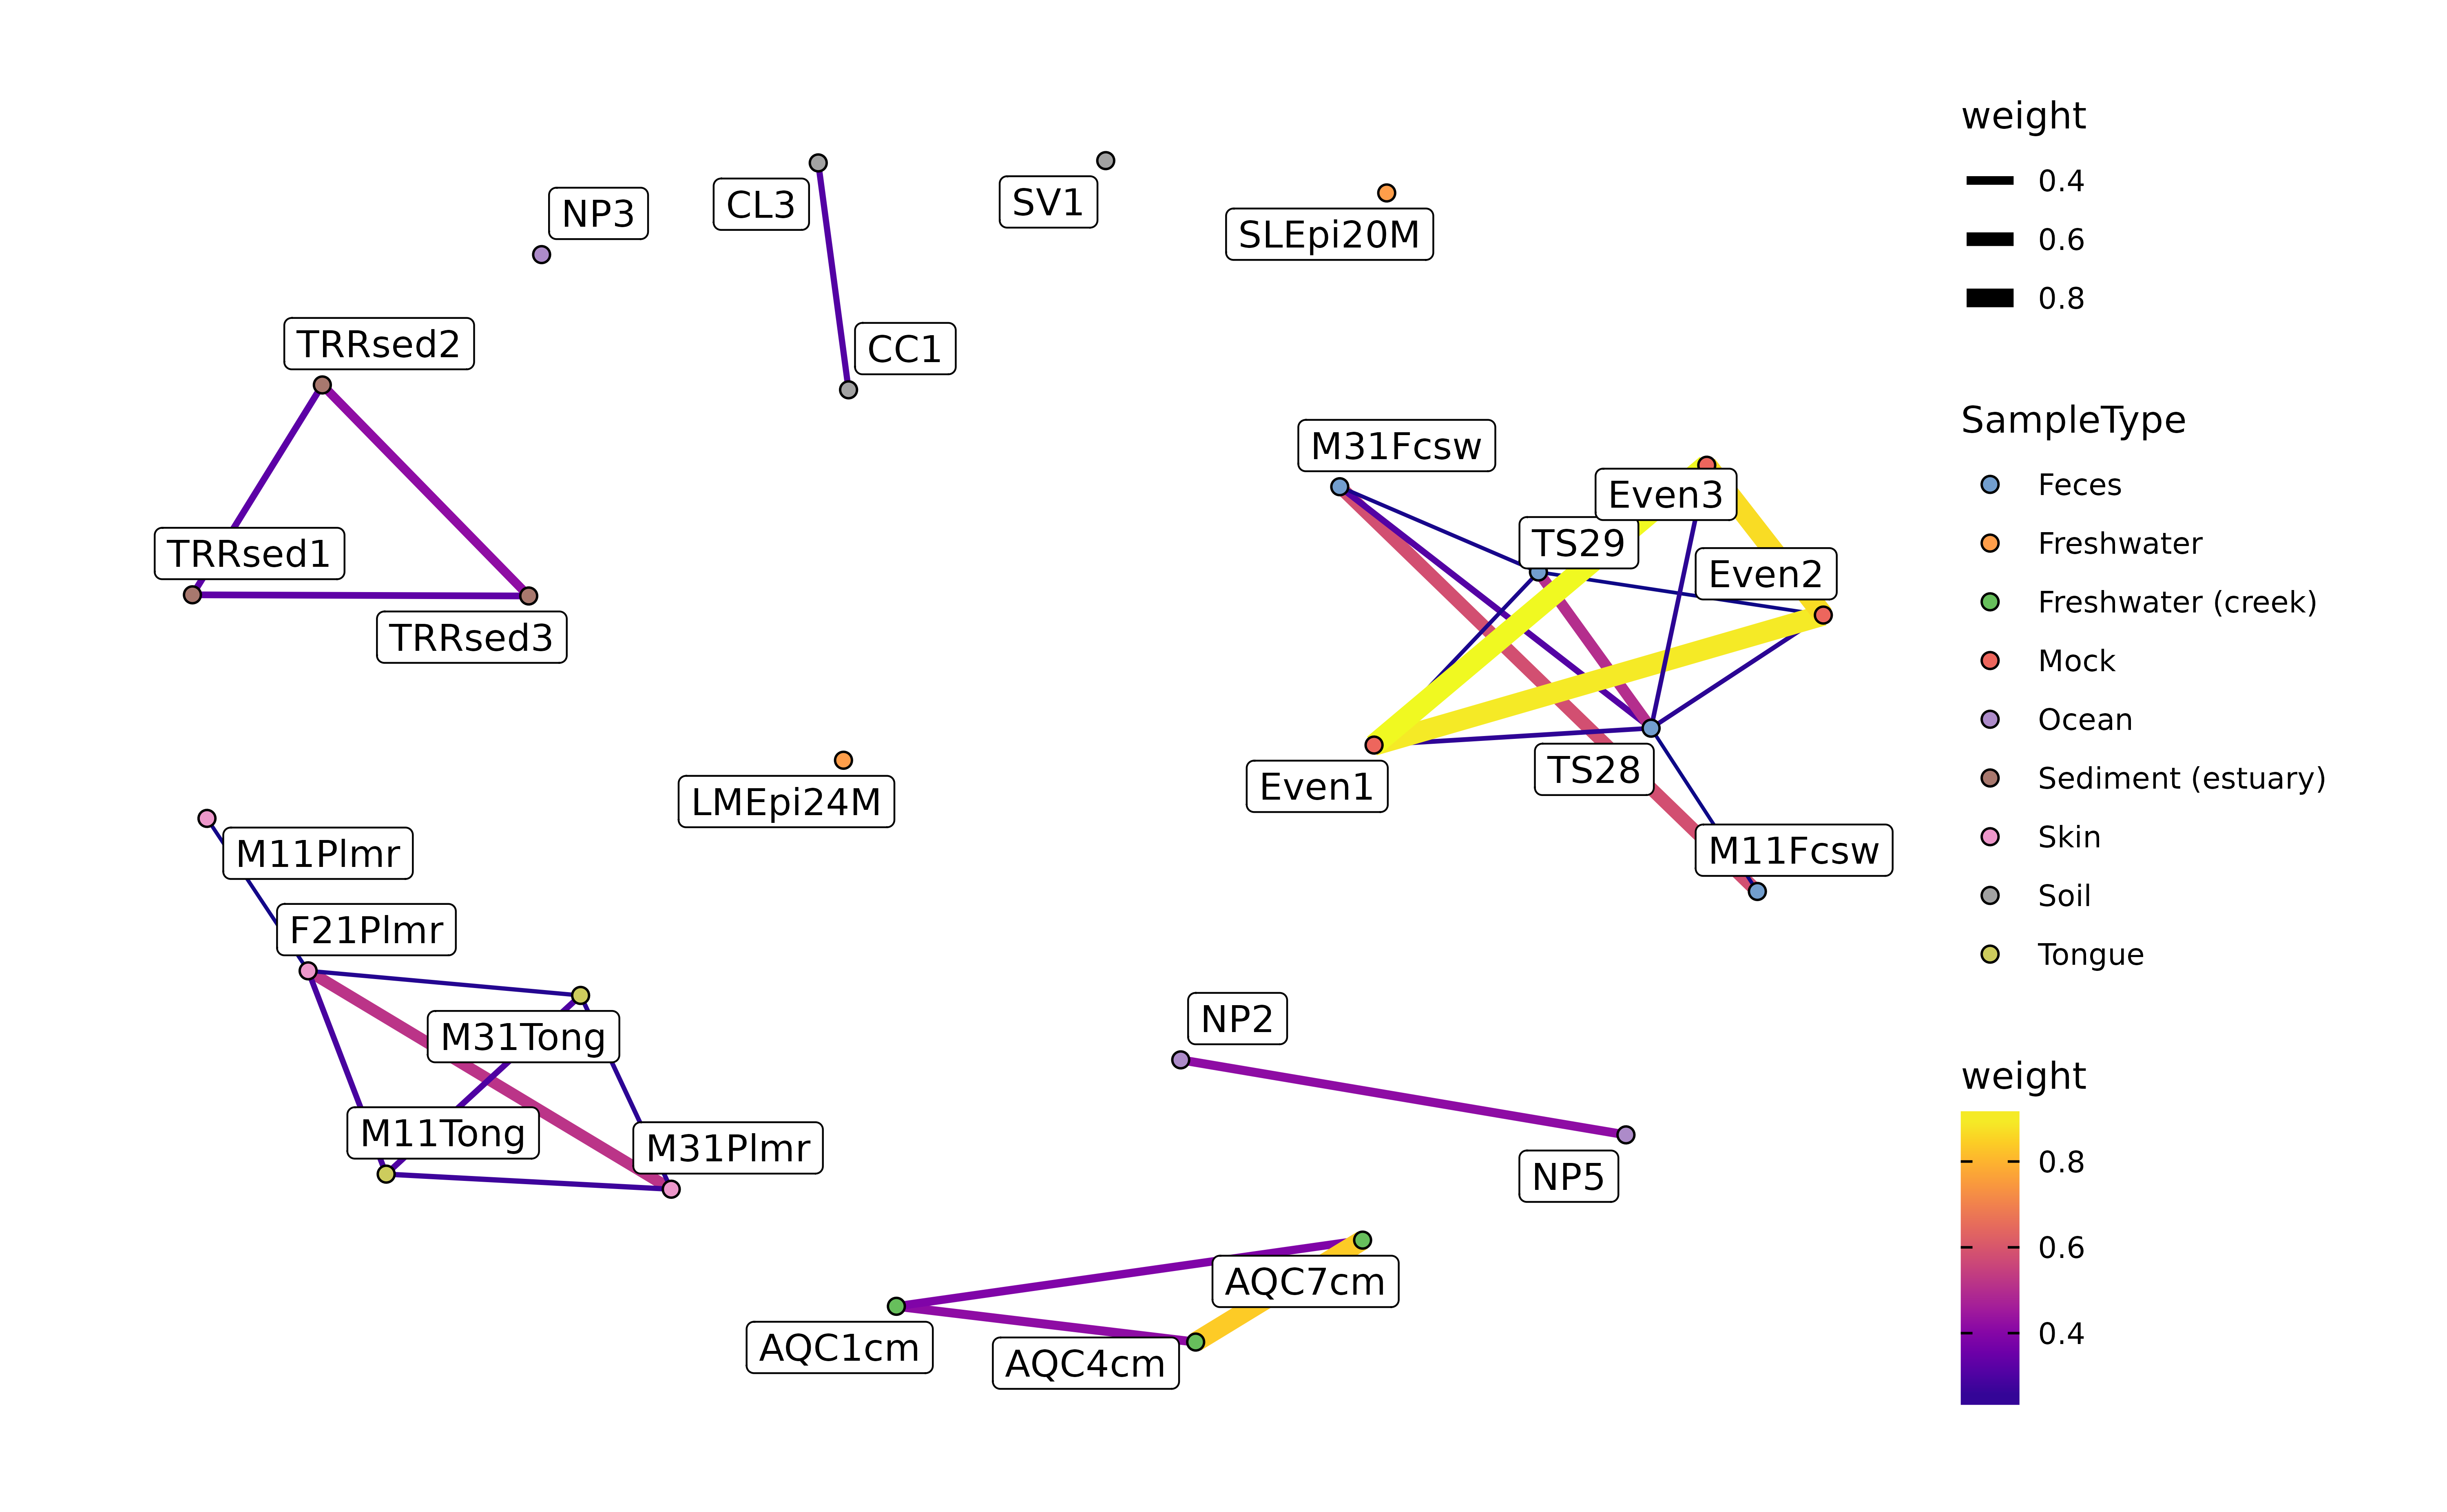 NP3
CL3
SV1
SLEpi20M
CC1
TRRsed2
TRRsed1
TRRsed3
M31Fcsw
Even3
TS29
Even2
Even1
TS28
M11Fcsw
LMEpi24M
M11Plmr
F21Plmr
M31Tong
M11Tong
M31Plmr
NP2
NP5
AQC7cm
AQC1cm
AQC4cm
weight
0.4
0.6
0.8
SampleType
Feces
Freshwater
Freshwater (creek)
Mock
Ocean
Sediment (estuary)
Skin
Soil
Tongue
weight
0.8
0.6
0.4